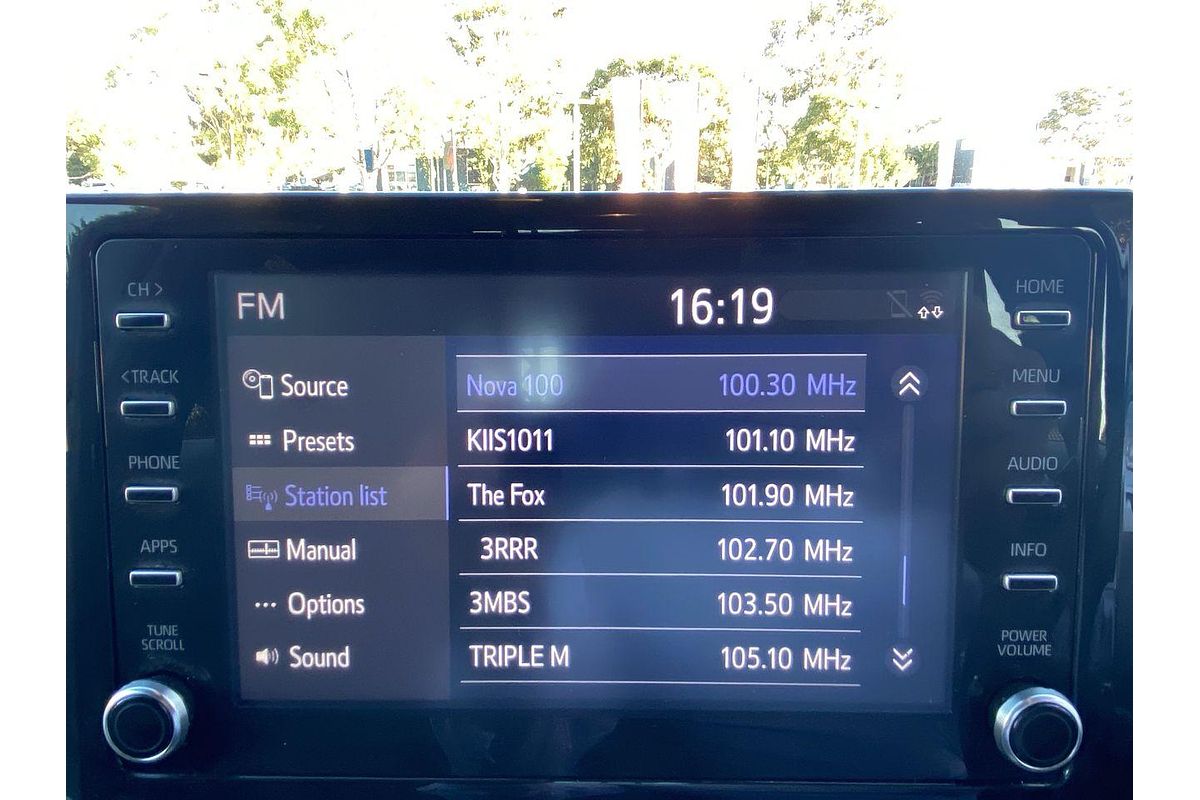 CH >
FM 16:19
HOME
<TRACK
Source
Nova 100 100.30 MHz
MENU
Presets
KIIS1011 101.10 MHz
PHONE
AUDIO
Station list
The Fox 101.90 MHz
APPS
INFO
Manual
3RRR 102.70 MHz
Options
3MBS 103.50 MHz
TUNE
SCROLL
POWER
VOLUME
Sound
TRIPLE M 105.10 MHz